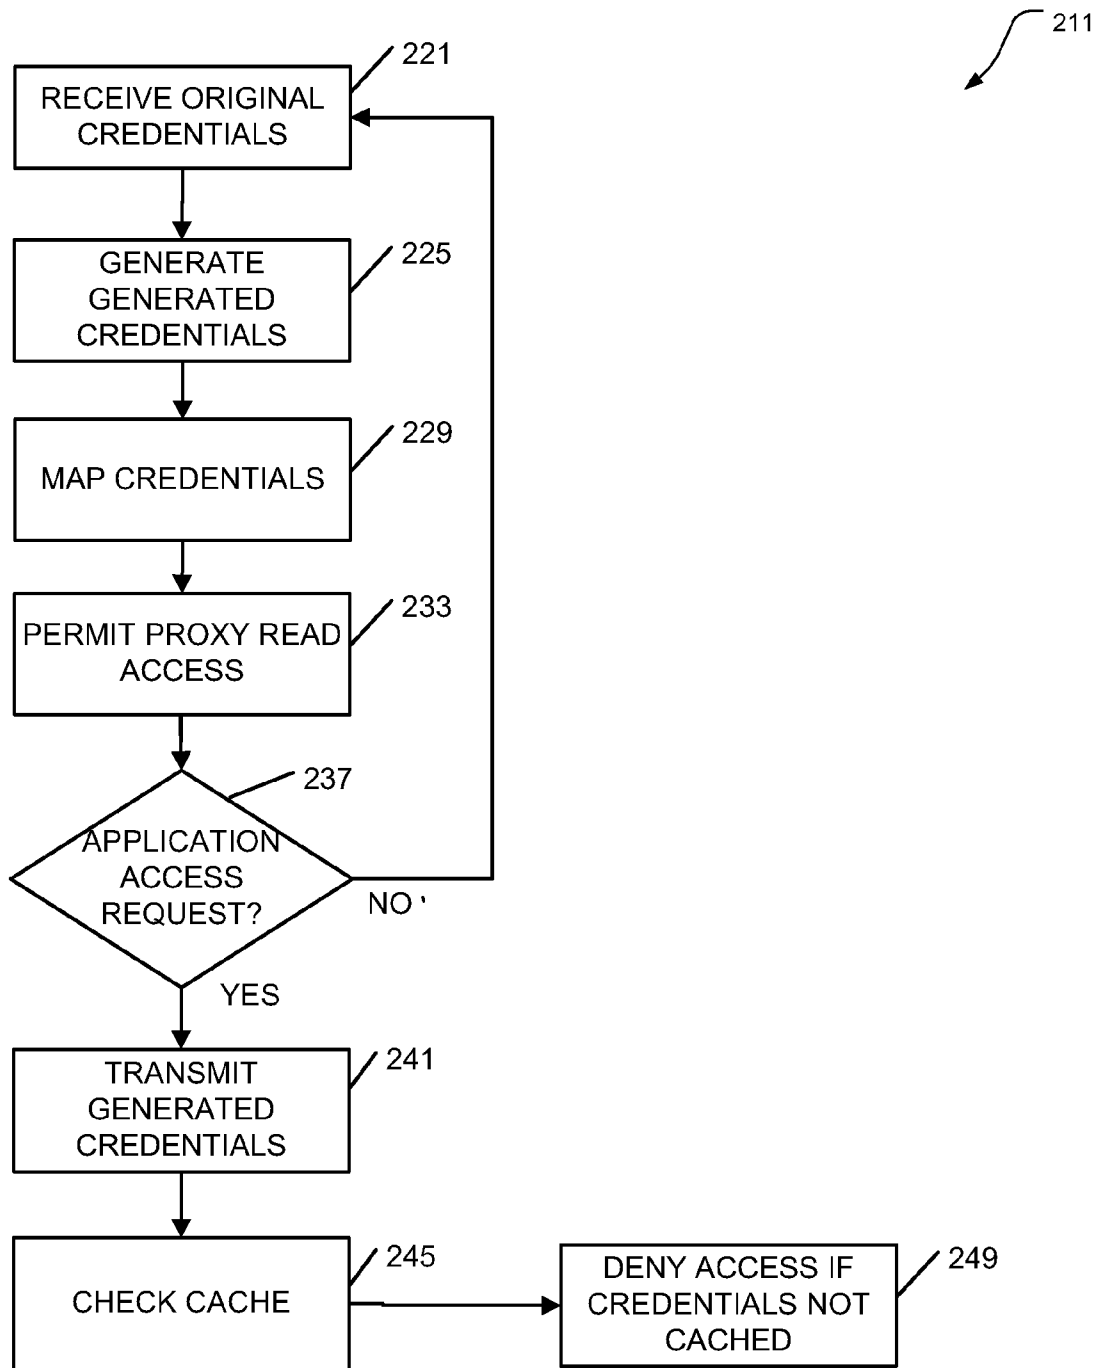 211
221
RECEIVE ORIGINAL
CREDENTIALS
225
GENERATE
GENERATED
CREDENTIALS
229
MAP CREDENTIALS
233
PERMIT PROXY READ
ACCESS
237
APPLICATION
ACCESS
REQUEST?
NO
YES
241
TRANSMIT
GENERATED
CREDENTIALS
245
CHECK CACHE
249
DENY ACCESS IF
CREDENTIALS NOT
CACHED